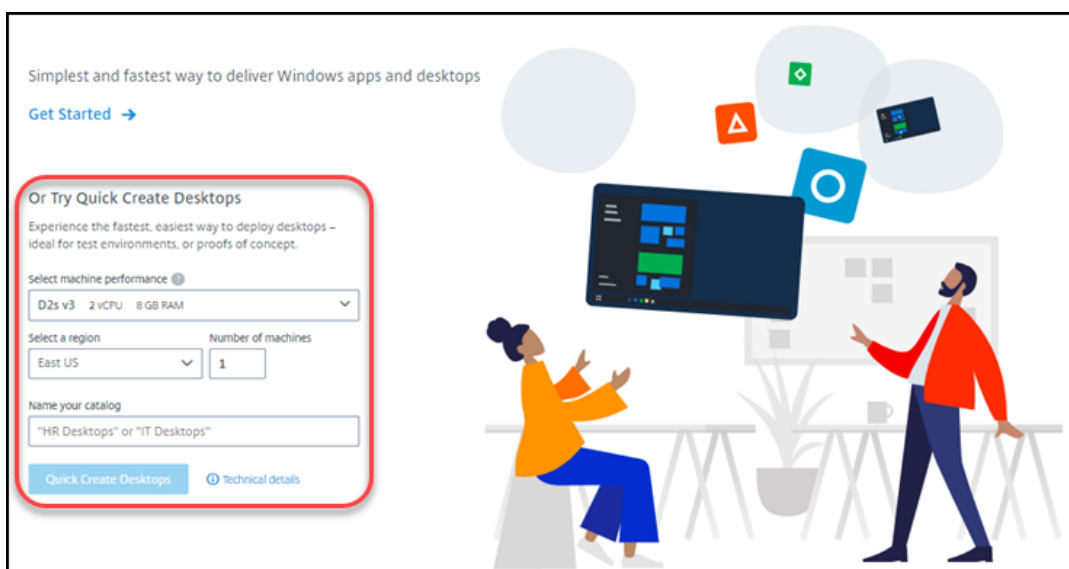 Simplest and fastest way to deliver Windows apps and desktops
Get Started →
Or Try Quick Create Desktops
Experience the fastest, easiest way to deploy desktops –
ideal for test environments, or proofs of concept.
Select machine performance ?
D2s v3 2 vCPU 8 GB RAM
Select a region Number of machines
East US 1
Name your catalog
"HR Desktops" or "IT Desktops"
Quick Create Desktops Technical details